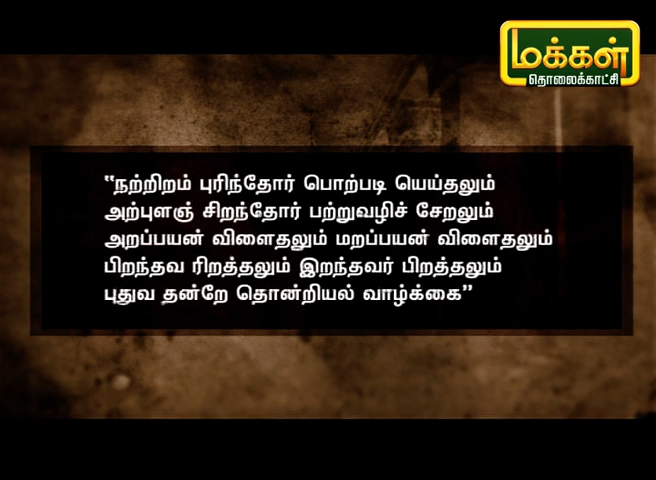 மக்கள்
தொலைக்காட்சி
“நற்றிறம் புரிந்தோர் பொற்படி யெய்தலும்
அற்புளஞ் சிறந்தோர் பற்றுவழிச் சேறலும்
அறப்பயன் விளைதலும் மறப்பயன் விளைதலும்
பிறந்தவ ரிறத்தலும் இறந்தவர் பிறத்தலும்
புதுவ தன்றே தொன்றியல் வாழ்க்கை”